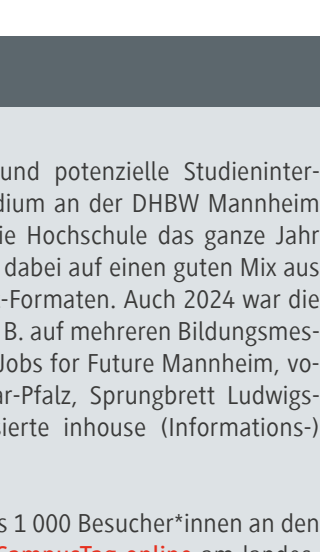 und potenzielle Studieninter-
dium an der DHBW Mannheim
ie Hochschule das ganze Jahr
dabei auf einen guten Mix aus
-Formaten. Auch 2024 war die
B. auf mehreren Bildungsmes-
Jobs for Future Mannheim, vo-
ar-Pfalz, Sprungbrett Ludwigs-
sierte inhouse (Informations-)
s 1 000 Besucher*innen an den
CampusTag online am landes-